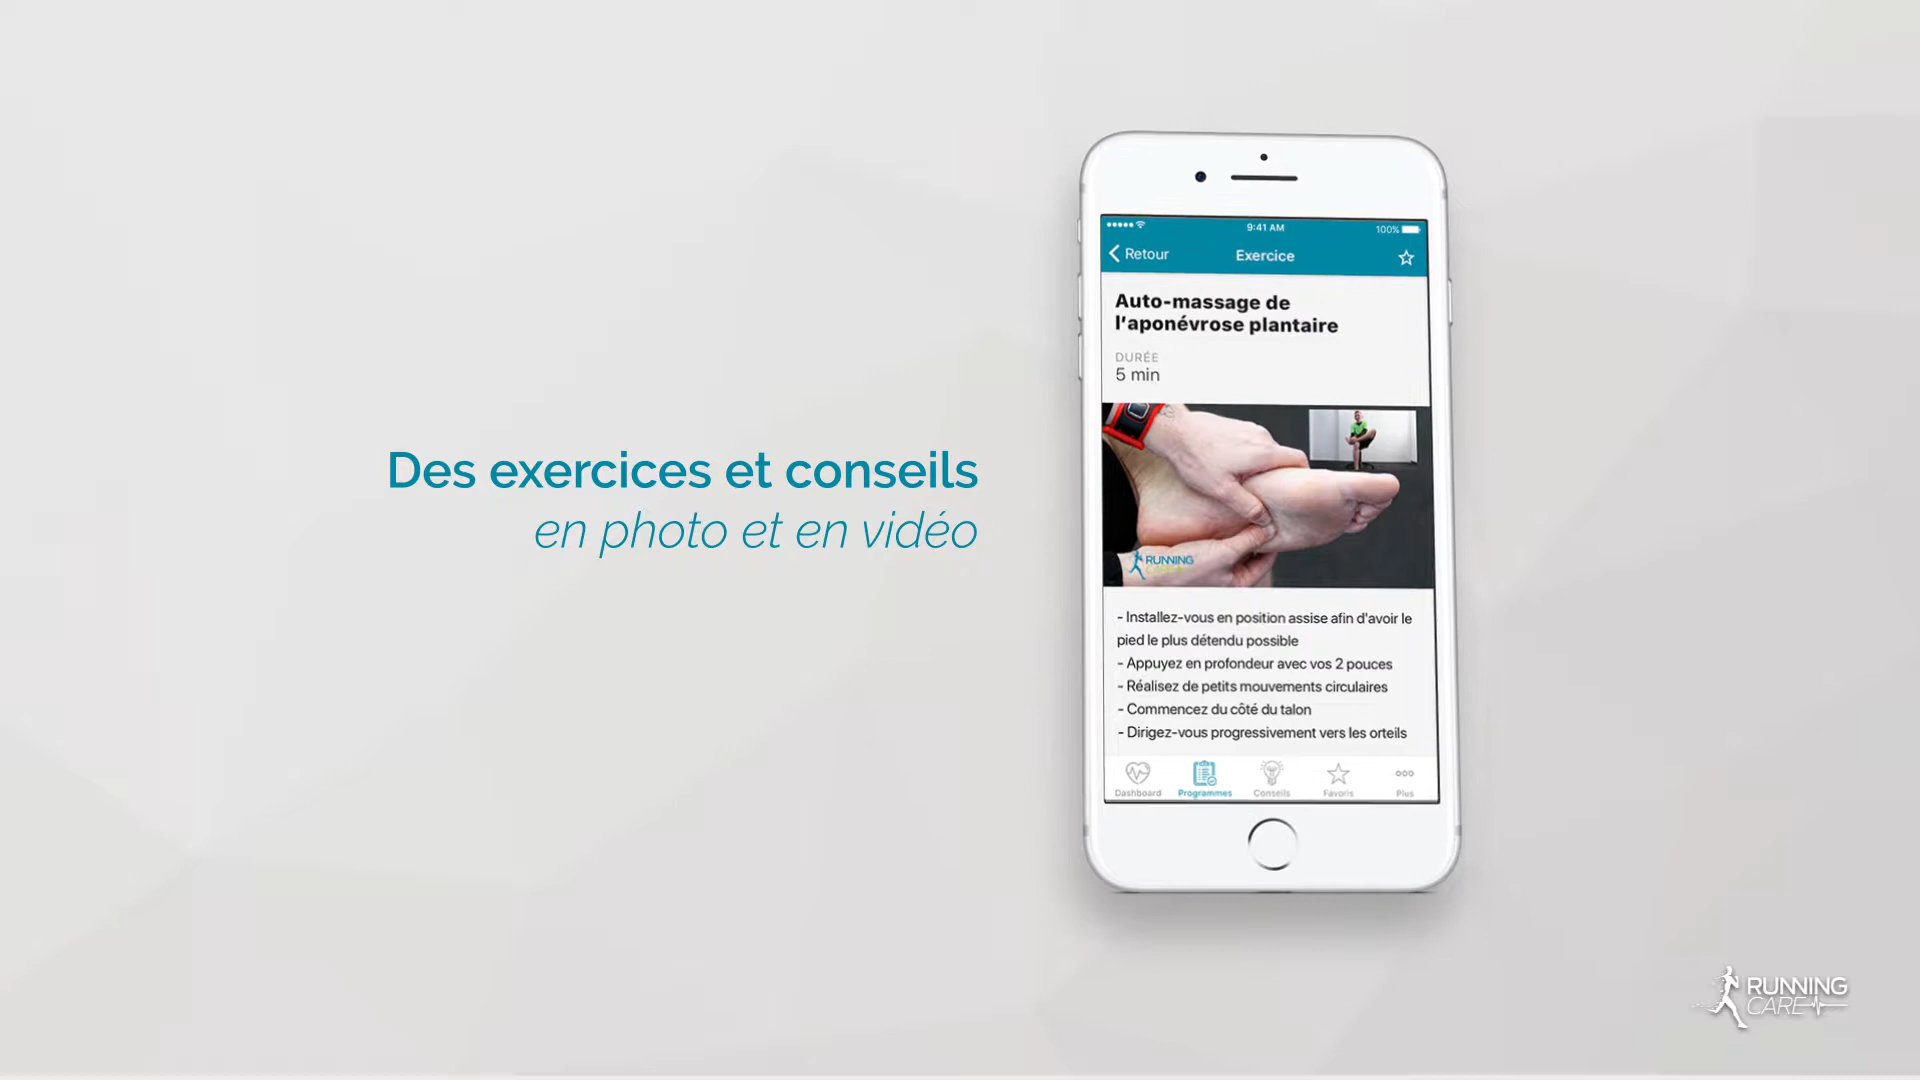 Des exercices et conseils
en photo et en vidéo
9:41 AM
100%
Retour
Exercice
Auto-massage de
l'aponévrose plantaire
DURÉE
5 min
RUNNING
CARE
- Installez-vous en position assise afin d'avoir le
pied le plus détendu possible
- Appuyez en profondeur avec vos 2 pouces
- Réalisez de petits mouvements circulaires
- Commencez du côté du talon
- Dirigez-vous progressivement vers les orteils
Dashboard
Programmes
Conseils
Favoris
Plus
RUNNING
CARE